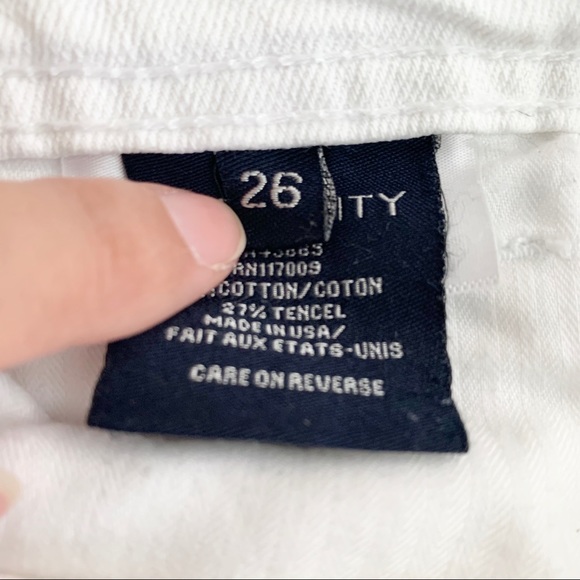 26
ITY
RN117009
COTTON/COTON
27% TENCEL
MADE IN USA/
FAIT AUX ETATS-UNIS
CARE ON REVERSE